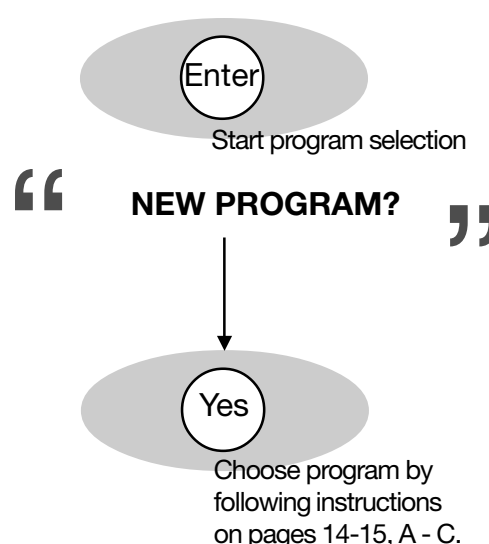 Enter
Start program selection
“ NEW PROGRAM? ”
Yes
Choose program by
following instructions
on pages 14-15, A - C.